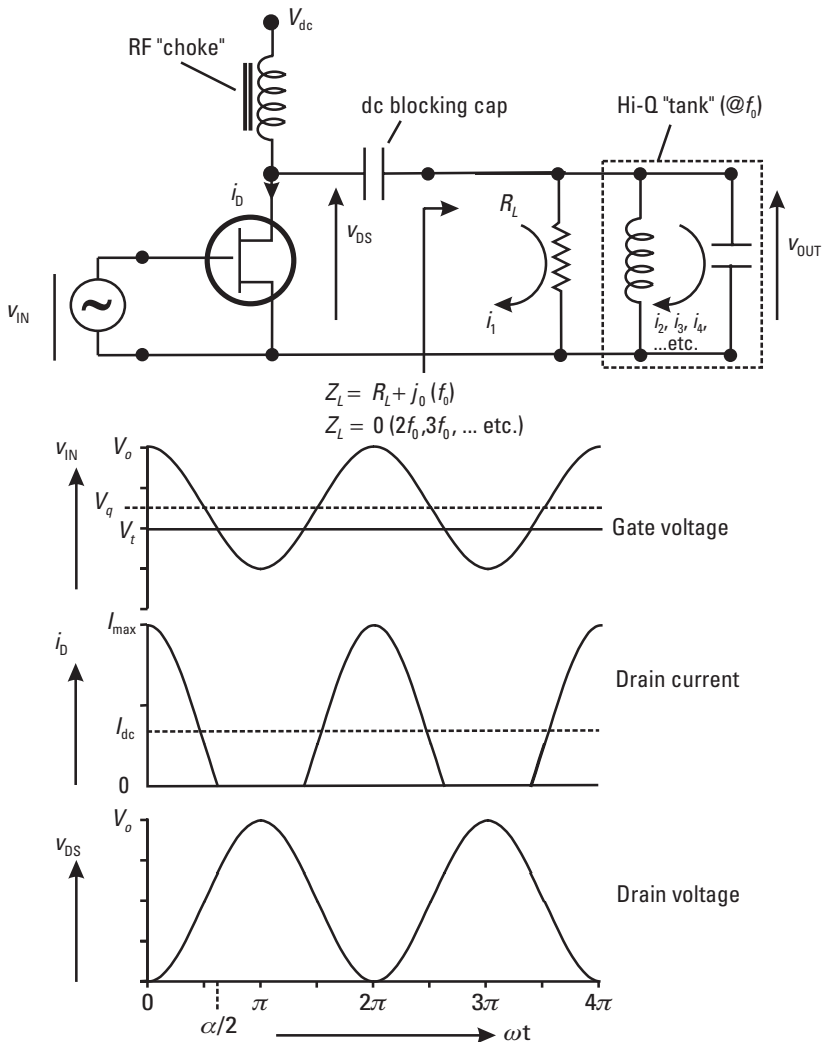 V_dc
RF "choke"
dc blocking cap
Hi-Q "tank" (@f_0)
i_D
v_DS
R_L
v_OUT
v_IN
i_1
i_2, i_3, i_4,
...etc.
Z_L = R_L + j_0 (f_0)
Z_L = 0 (2f_0,3f_0, ... etc.)
v_IN
V_o
V_q
V_t
Gate voltage
I_max
i_D
Drain current
I_dc
0
V_o
v_DS
Drain voltage
0 π 2π 3π 4π
α/2
ωt